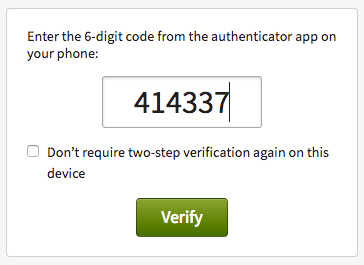 Enter the 6-digit code from the authenticator app on
your phone:
414337
Don't require two-step verification again on this
device
Verify